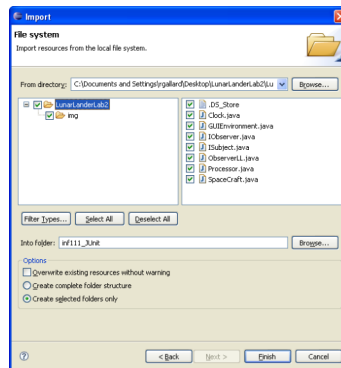 Import
File system
Import resources from the local file system.
From directory: C:\Documents and Settings\rgallard\Desktop\LunarLanderLab2\Lu
Browse...
LunarLanderLab2
img
.DS_Store
Clock.java
GUIEnvironment.java
IObserver.java
ISubject.java
ObserverLL.java
Processor.java
SpaceCraft.java
Filter Types... Select All Deselect All
Into folder: inf111_JUnit Browse...
Options
Overwrite existing resources without warning
Create complete folder structure
Create selected folders only
? < Back Next > Finish Cancel